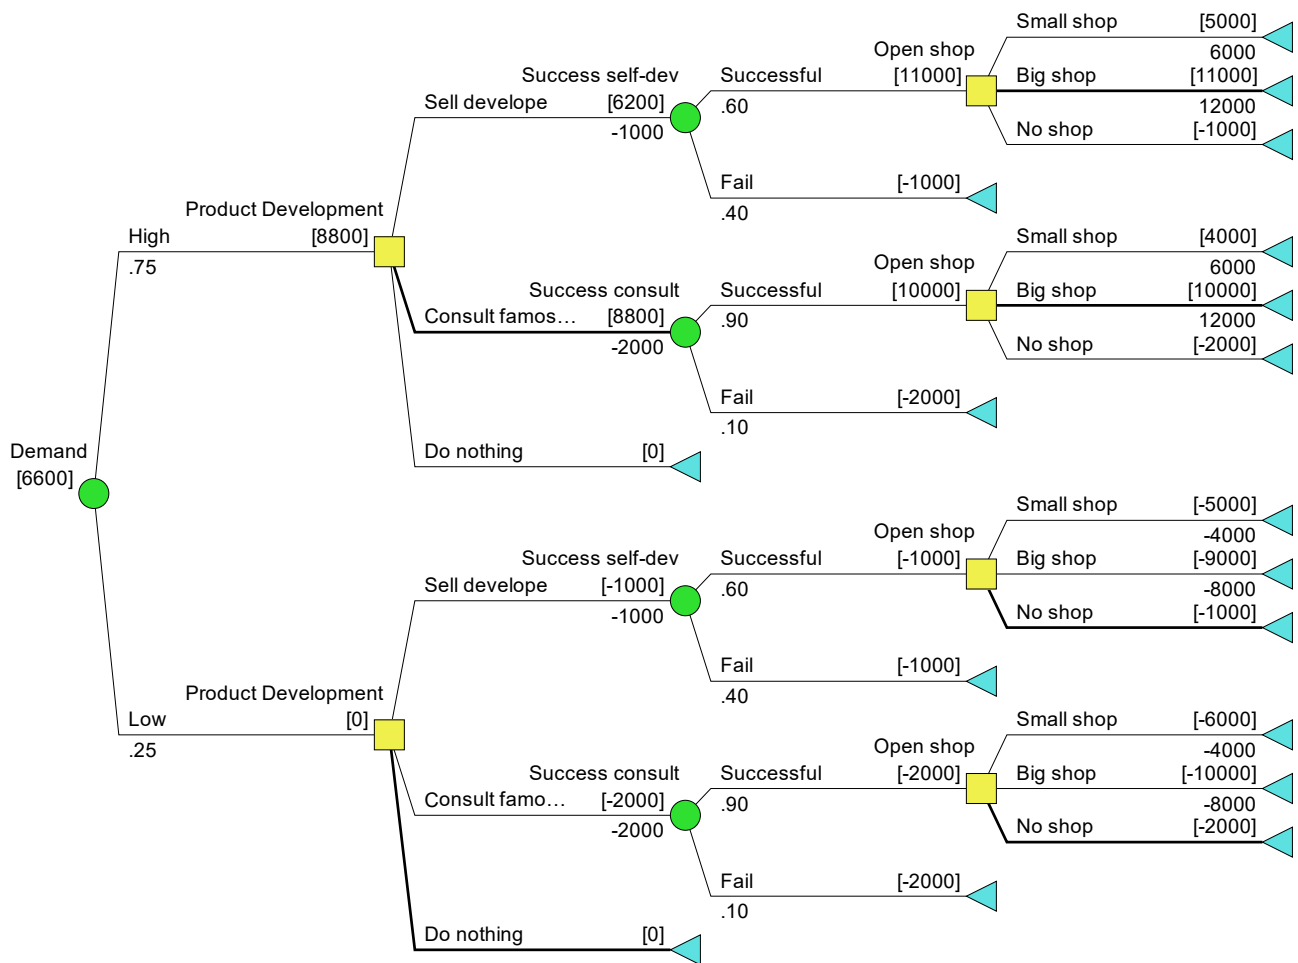 Small shop [5000]
Open shop 6000
Success self-dev Successful [11000] Big shop [11000]
Sell develope [6200] .60 12000
-1000 No shop [-1000]
Fail [-1000]
Product Development .40
High [8800] Small shop [4000]
.75 Open shop 6000
Success consult Successful [10000] Big shop [10000]
Consult famos… [8800] .90 12000
-2000 No shop [-2000]
Fail [-2000]
.10
Demand Do nothing [0]
[6600]
Small shop [-5000]
Open shop -4000
Success self-dev Successful [-1000] Big shop [-9000]
Sell develope [-1000] .60 -8000
-1000 No shop [-1000]
Fail [-1000]
Product Development .40
Low [0] Small shop [-6000]
.25 Open shop -4000
Success consult Successful [-2000] Big shop [-10000]
Consult famo… [-2000] .90 -8000
-2000 No shop [-2000]
Fail [-2000]
.10
Do nothing [0]